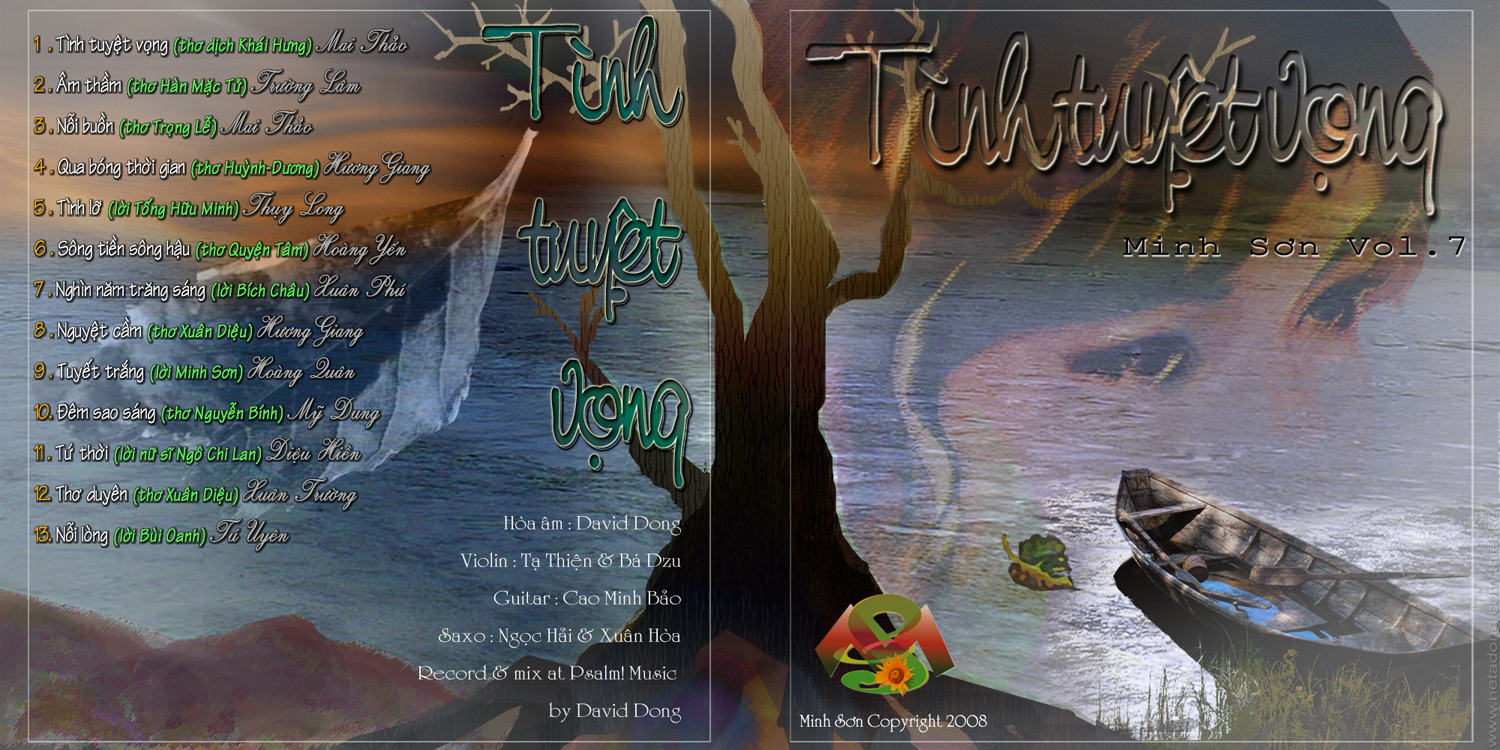 1. Tình tuyệt vọng (thơ dịch Khái Hưng) Mai Thảo
2. Âm thầm (thơ Hàn Mặc Tử) Trường Lâm
3. Nỗi buồn (thơ Trọng Lễ) Mai Thảo
4. Qua bóng thời gian (thơ Huỳnh-Dương) Hương Giang
5. Tình lỡ (lời Tống Hữu Minh) Thụy Long
6. Sông tiền sông hậu (thơ Quyện Tâm) Hoàng Yến
7. Nghìn năm trăng sáng (lời Bích Châu) Xuân Phú
8. Nguyệt cầm (thơ Xuân Diệu) Hương Giang
9. Tuyết trắng (lời Minh Sơn) Hoàng Quân
10. Đêm sao sáng (thơ Nguyễn Bính) Mỹ Dung
11. Tứ thời (lời nữ sĩ Ngô Chi Lan) Diệu Hiền
12. Thơ duyên (thơ Xuân Diệu) Xuân Trường
13. Nỗi lòng (lời Bùi Oanh) Tú Uyên
Tình
tuyệt
vọng
Hòa âm : David Dong
Violin : Tạ Thiện & Bá Dzu
Guitar : Cao Minh Bảo
Saxo : Ngọc Hải & Xuân Hòa
Record & mix at Psalm! Music
by David Dong
Tình tuyệt vọng
Minh Sơn Vol.7
Minh Sơn Copyright 2008